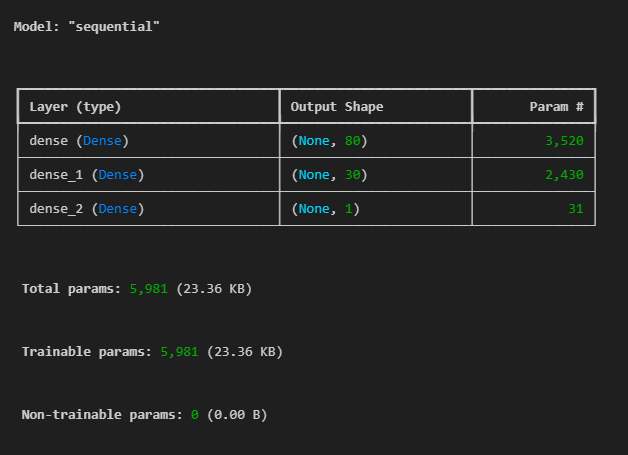 Model: "sequential"
Layer (type) Output Shape Param #
dense (Dense) (None, 80) 3,520
dense_1 (Dense) (None, 30) 2,430
dense_2 (Dense) (None, 1) 31
Total params: 5,981 (23.36 KB)
Trainable params: 5,981 (23.36 KB)
Non-trainable params: 0 (0.00 B)